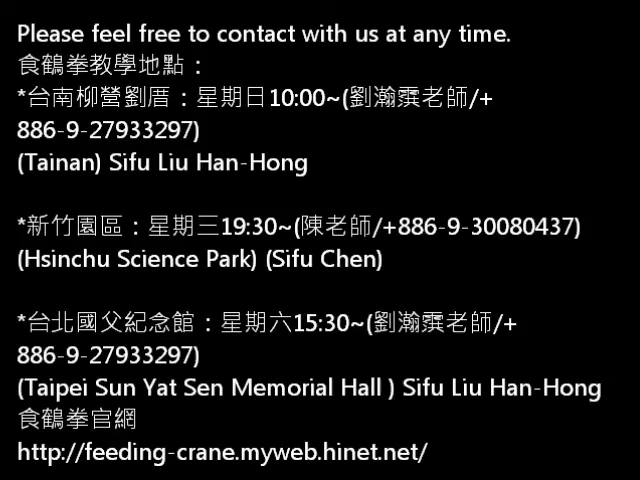 Please feel free to contact with us at any time.
食鶴拳教學地點：
*台南柳營劉厝：星期日10:00~(劉瀚霟老師/+
886-9-27933297)
(Tainan) Sifu Liu Han-Hong
*新竹園區：星期三19:30~(陳老師/+886-9-30080437)
(Hsinchu Science Park) (Sifu Chen)
*台北國父紀念館：星期六15:30~(劉瀚霟老師/+
886-9-27933297)
(Taipei Sun Yat Sen Memorial Hall ) Sifu Liu Han-Hong
食鶴拳官網
http://feeding-crane.myweb.hinet.net/